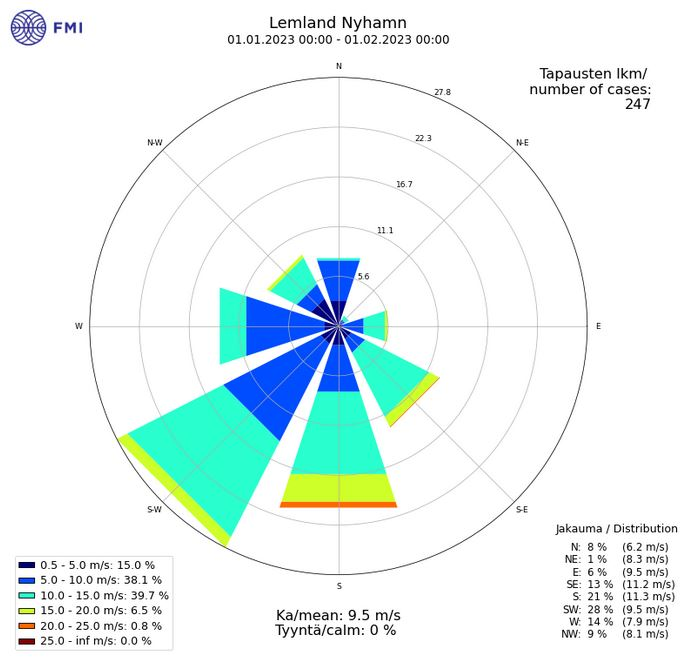 FMI
Lemland Nyhamn
01.01.2023 00:00 - 01.02.2023 00:00
Tapausten lkm/
number of cases:
247
N
27.8
22.3
16.7
11.1
5.6
N-W
N-E
W
E
S-W
S-E
S
0.5 - 5.0 m/s: 15.0 %
5.0 - 10.0 m/s: 38.1 %
10.0 - 15.0 m/s: 39.7 %
15.0 - 20.0 m/s: 6.5 %
20.0 - 25.0 m/s: 0.8 %
25.0 - inf m/s: 0.0 %
Ka/mean: 9.5 m/s
Tyyntä/calm: 0 %
Jakauma / Distribution
N: 8 % (6.2 m/s)
NE: 1 % (8.3 m/s)
E: 6 % (9.5 m/s)
SE: 13 % (11.2 m/s)
S: 21 % (11.3 m/s)
SW: 28 % (9.5 m/s)
W: 14 % (7.9 m/s)
NW: 9 % (8.1 m/s)